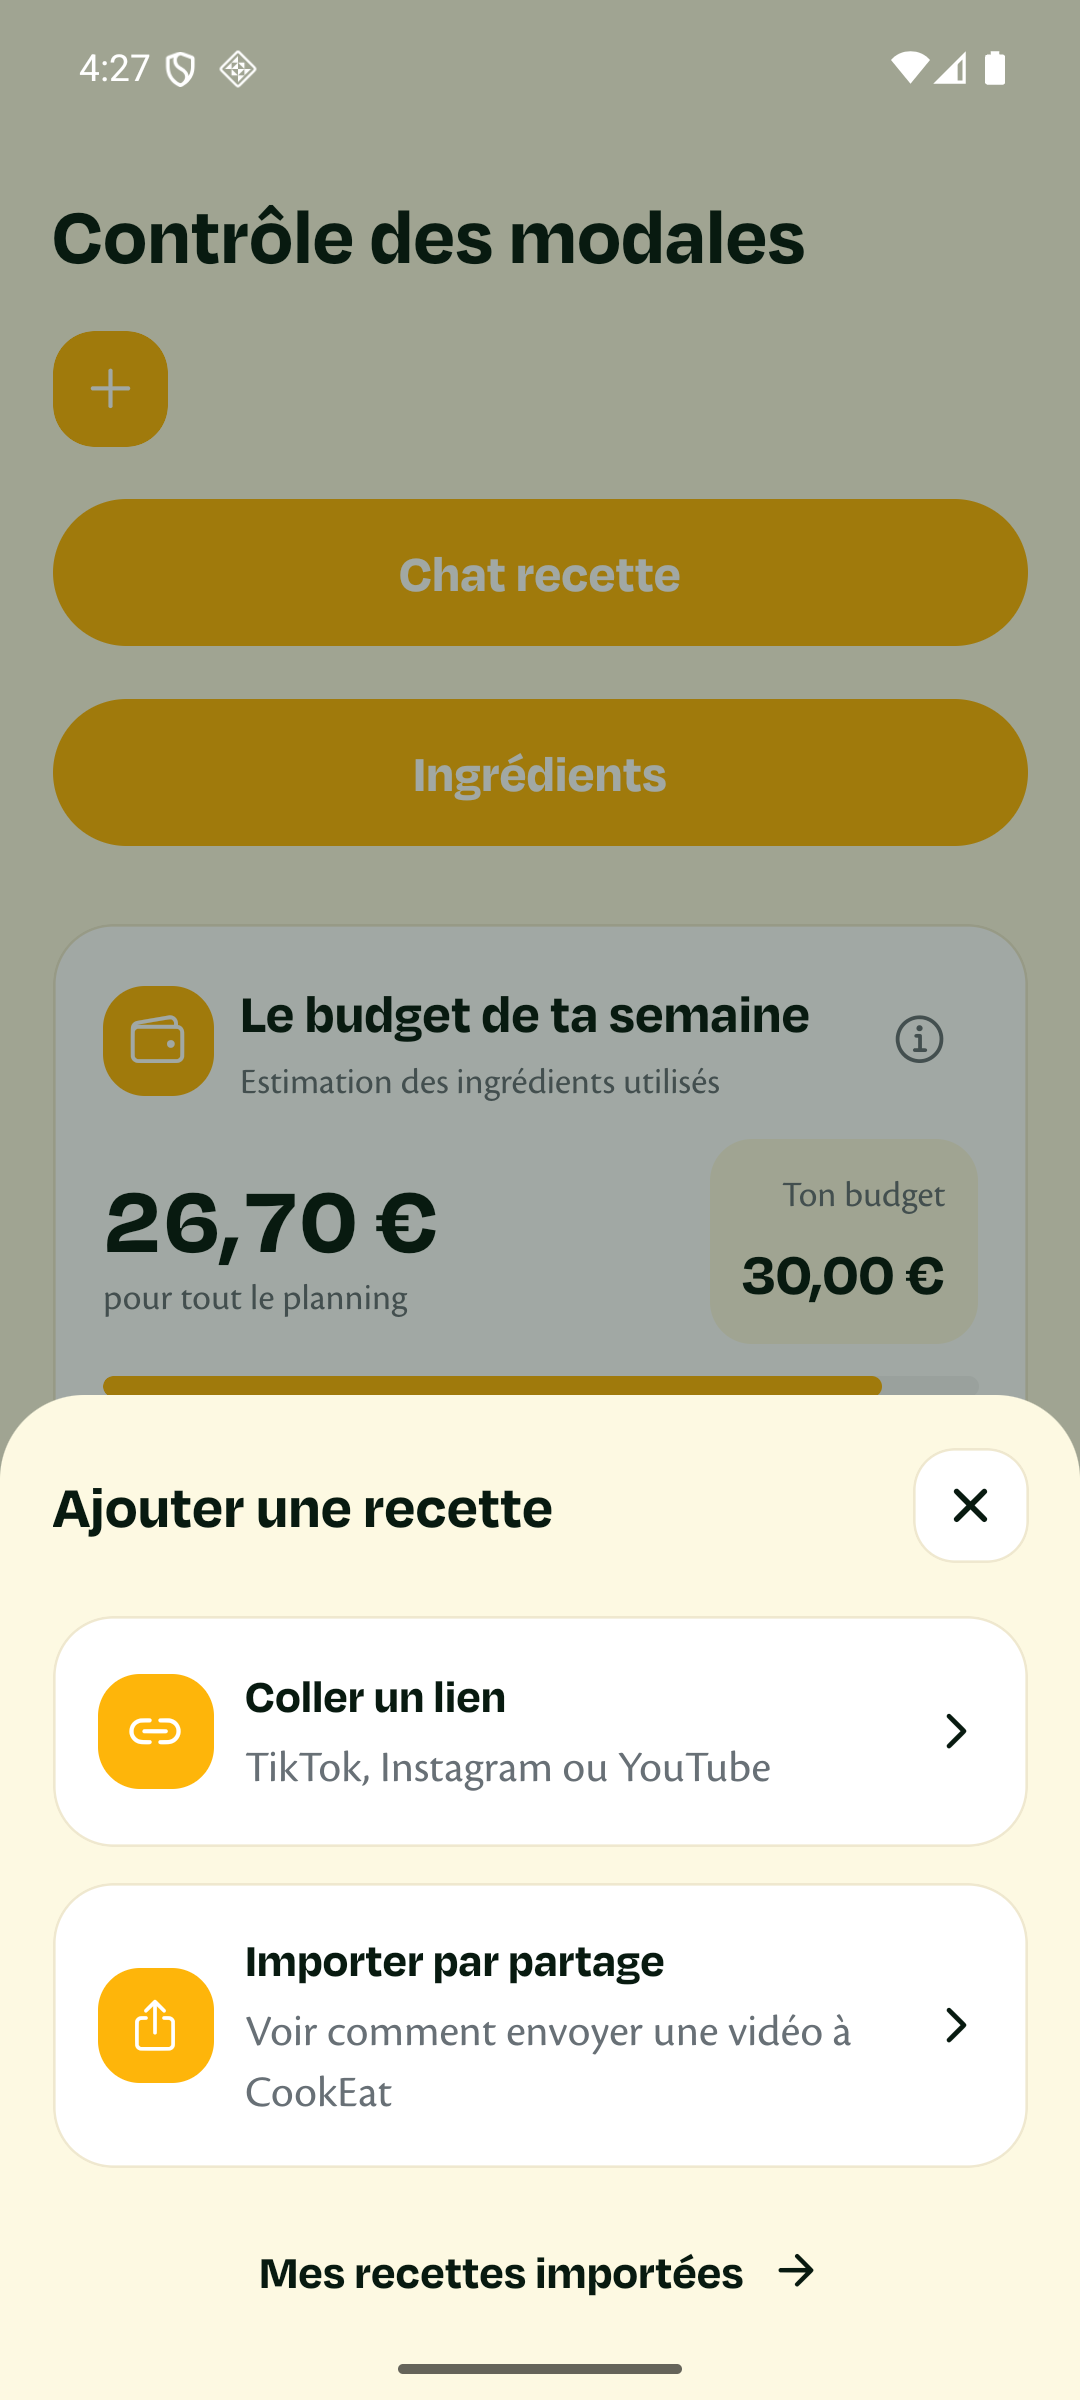 4:27
Contrôle des modales
Chat recette
Ingrédients
Le budget de ta semaine
Estimation des ingrédients utilisés
26,70 €
pour tout le planning
Ton budget
30,00 €
Ajouter une recette
Coller un lien
TikTok, Instagram ou YouTube
Importer par partage
Voir comment envoyer une vidéo à
CookEat
Mes recettes importées